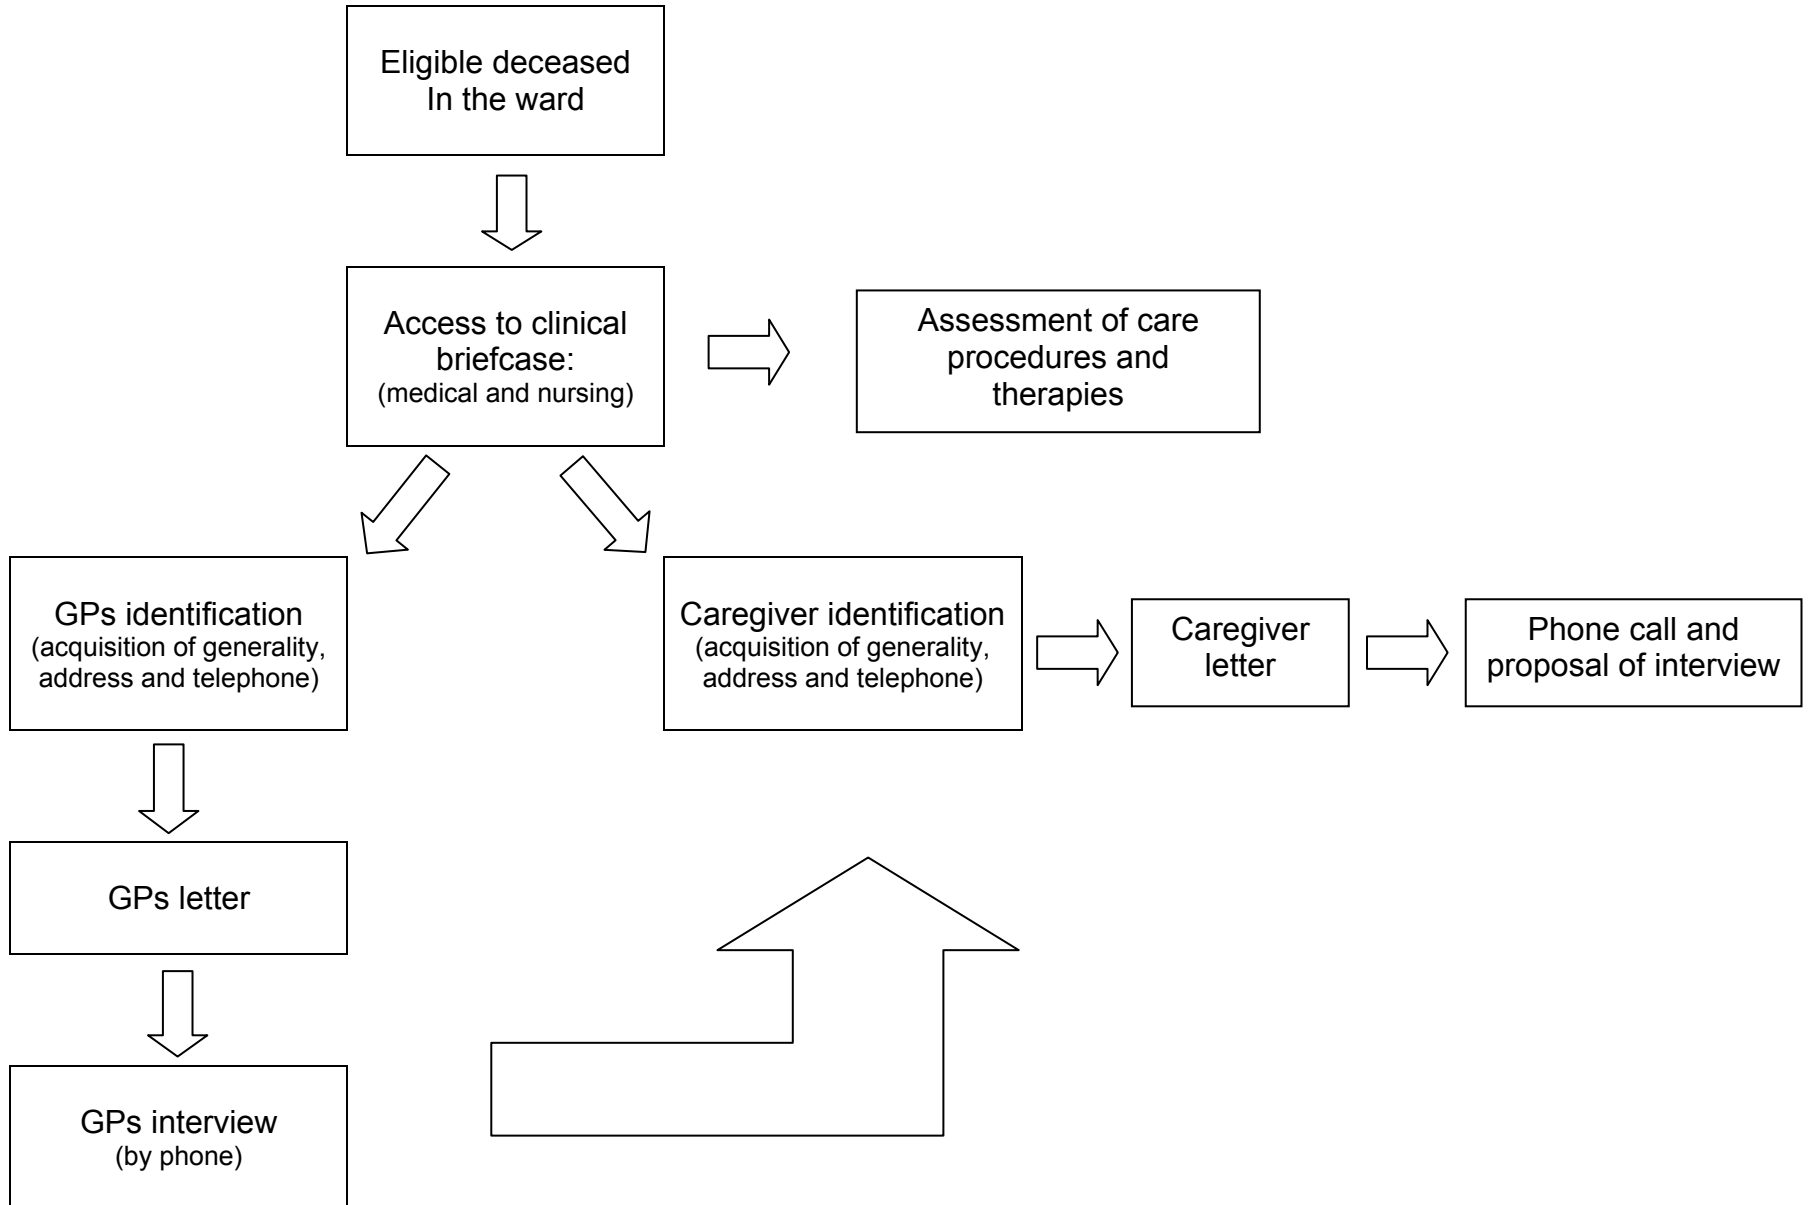 Eligible deceased
In the ward
Access to clinical
briefcase:
(medical and nursing)
Assessment of care
procedures and
therapies
GPs identification
(acquisition of generality,
address and telephone)
Caregiver identification
(acquisition of generality,
address and telephone)
Caregiver
letter
Phone call and
proposal of interview
GPs letter
GPs interview
(by phone)